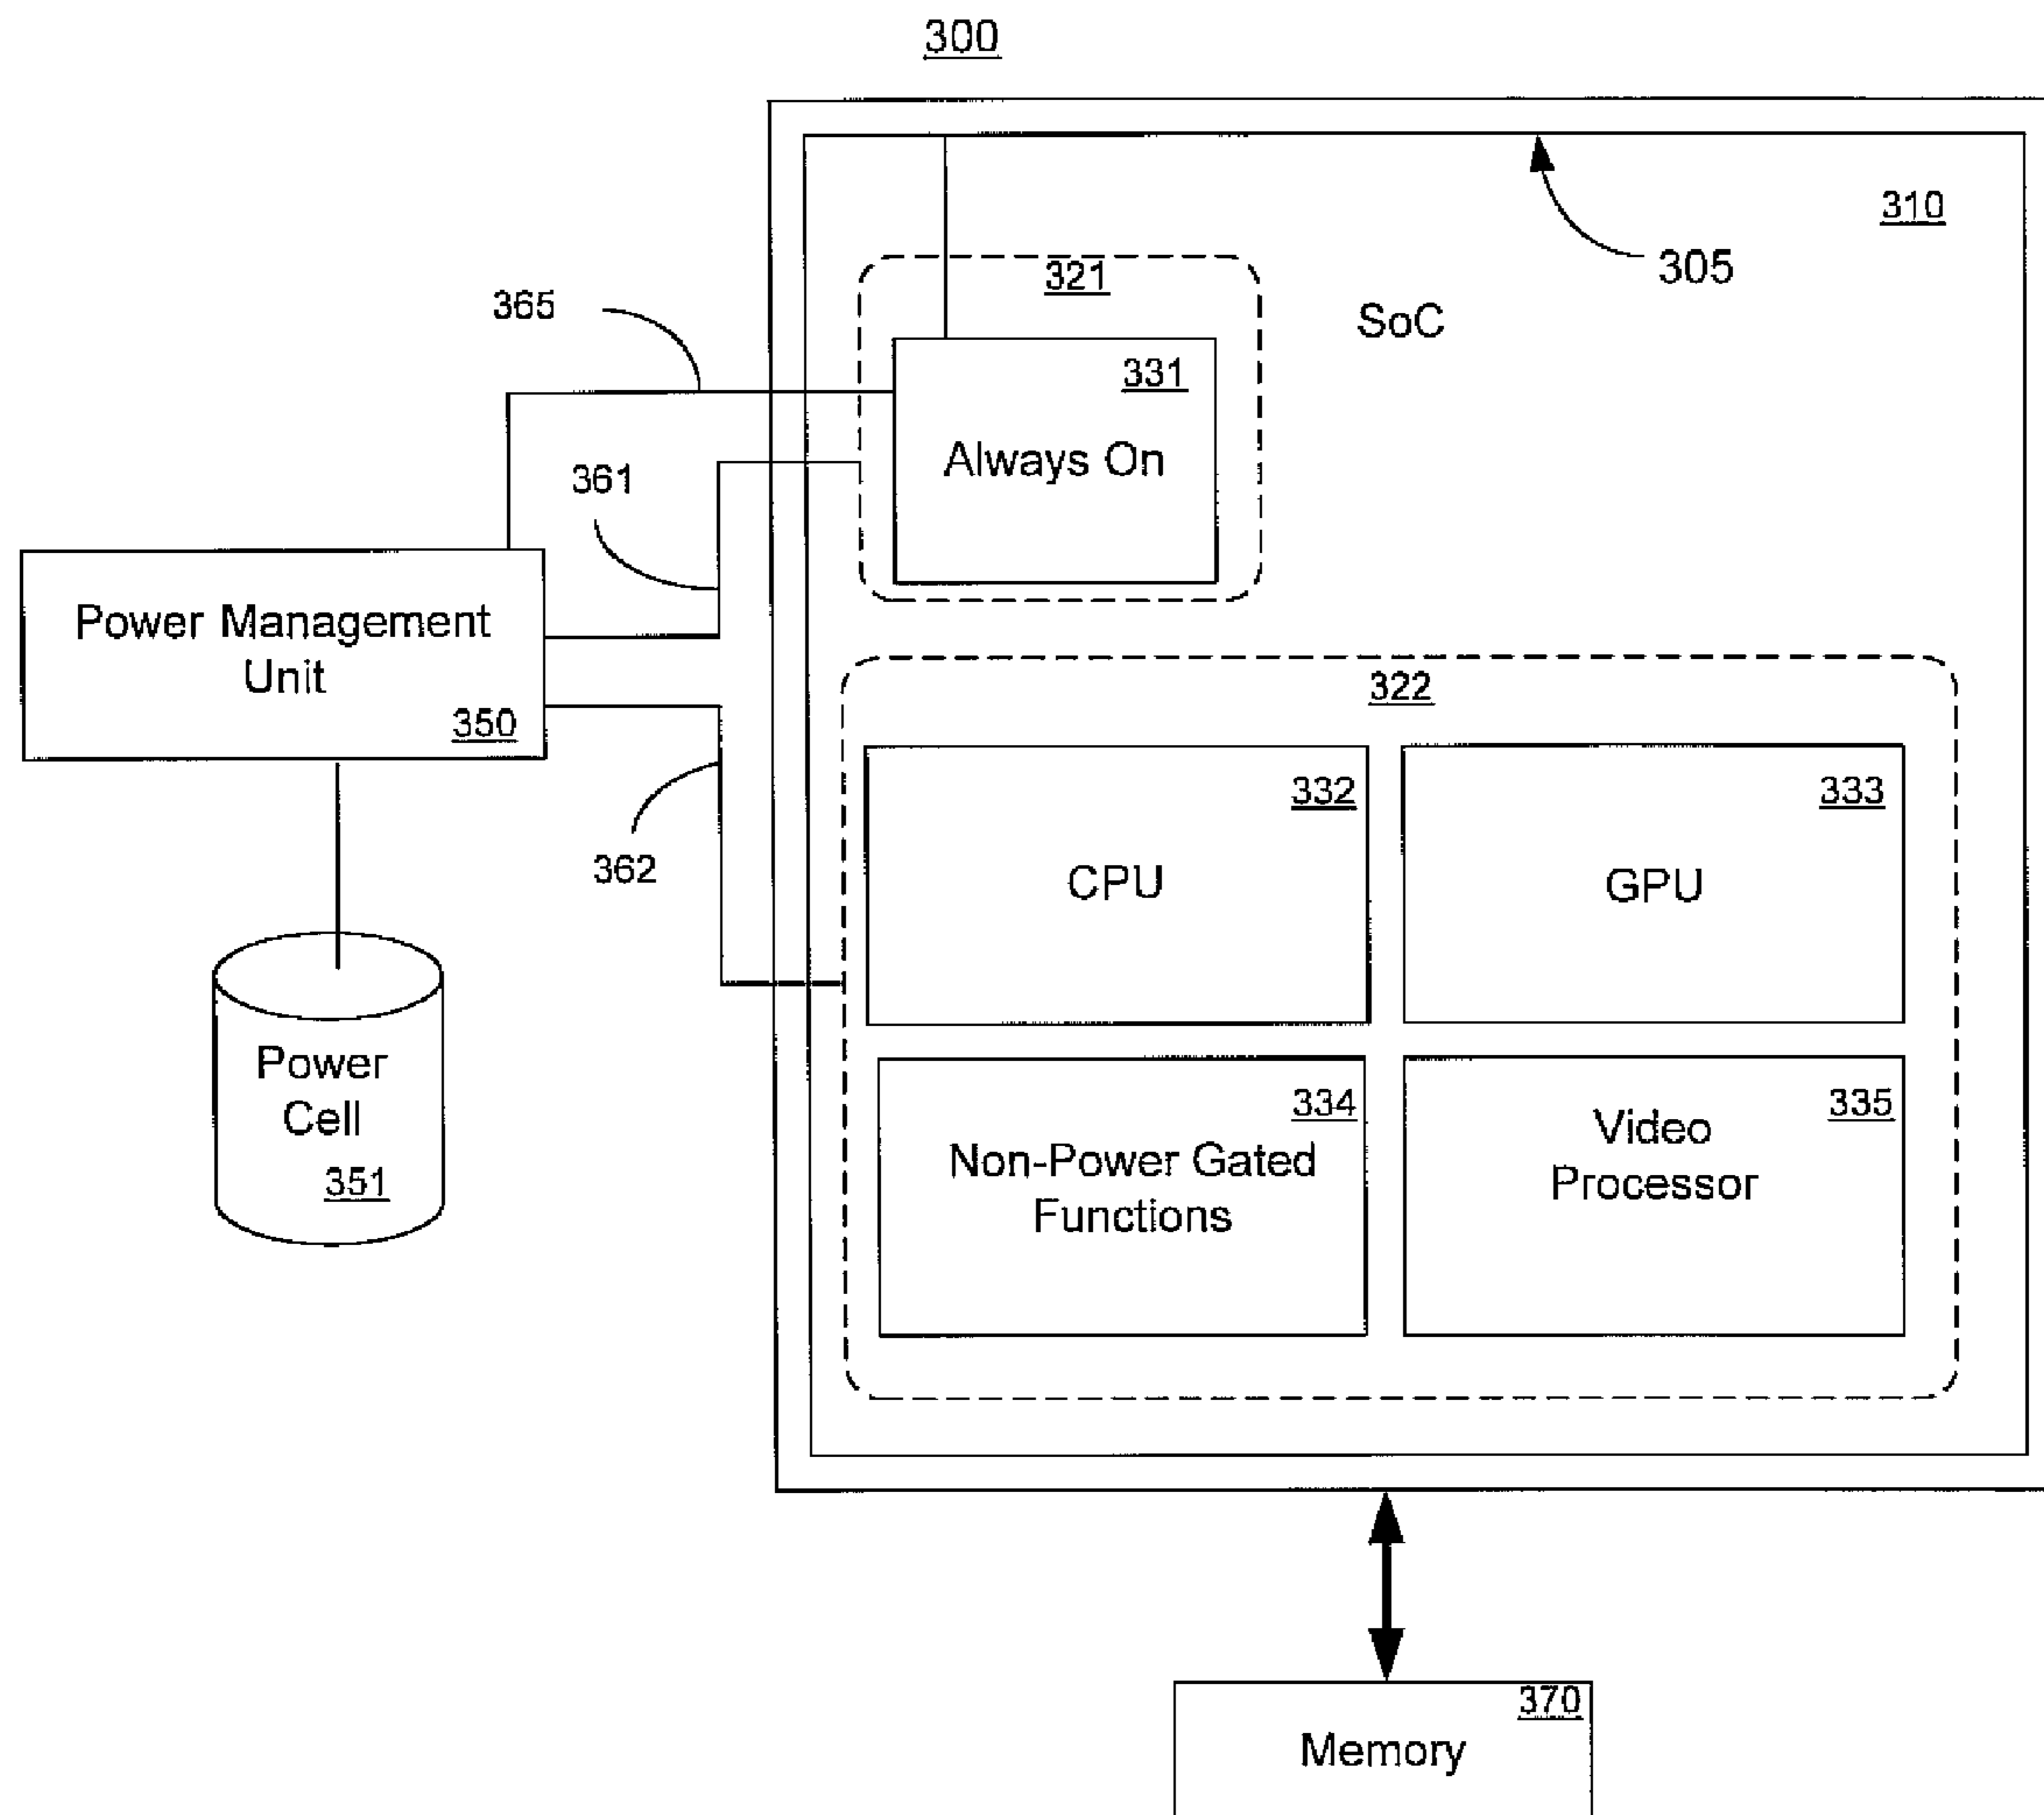 300
310
305
321
SoC
365
331
Always On
361
Power Management
Unit
350
322
362
332
CPU
333
GPU
Power
Cell
351
334
Non-Power Gated
Functions
335
Video
Processor
370
Memory